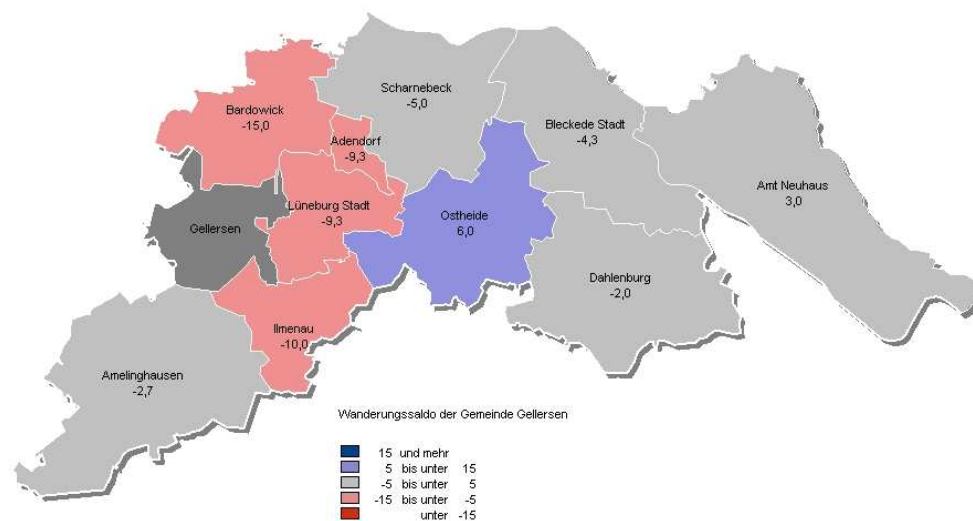 Scharnebeck
-5,0
Bardowick
-15,0
Bleckede Stadt
-4,3
Adendorf
-9,3
Amt Neuhaus
3,0
Lüneburg Stadt
-9,3
Ostheide
6,0
Gellersen
Dahlenburg
-2,0
Ilmenau
-10,0
Amelinghausen
-2,7
Wanderungssaldo der Gemeinde Gellersen
15 und mehr
5 bis unter 15
-5 bis unter 5
-15 bis unter -5
unter -15